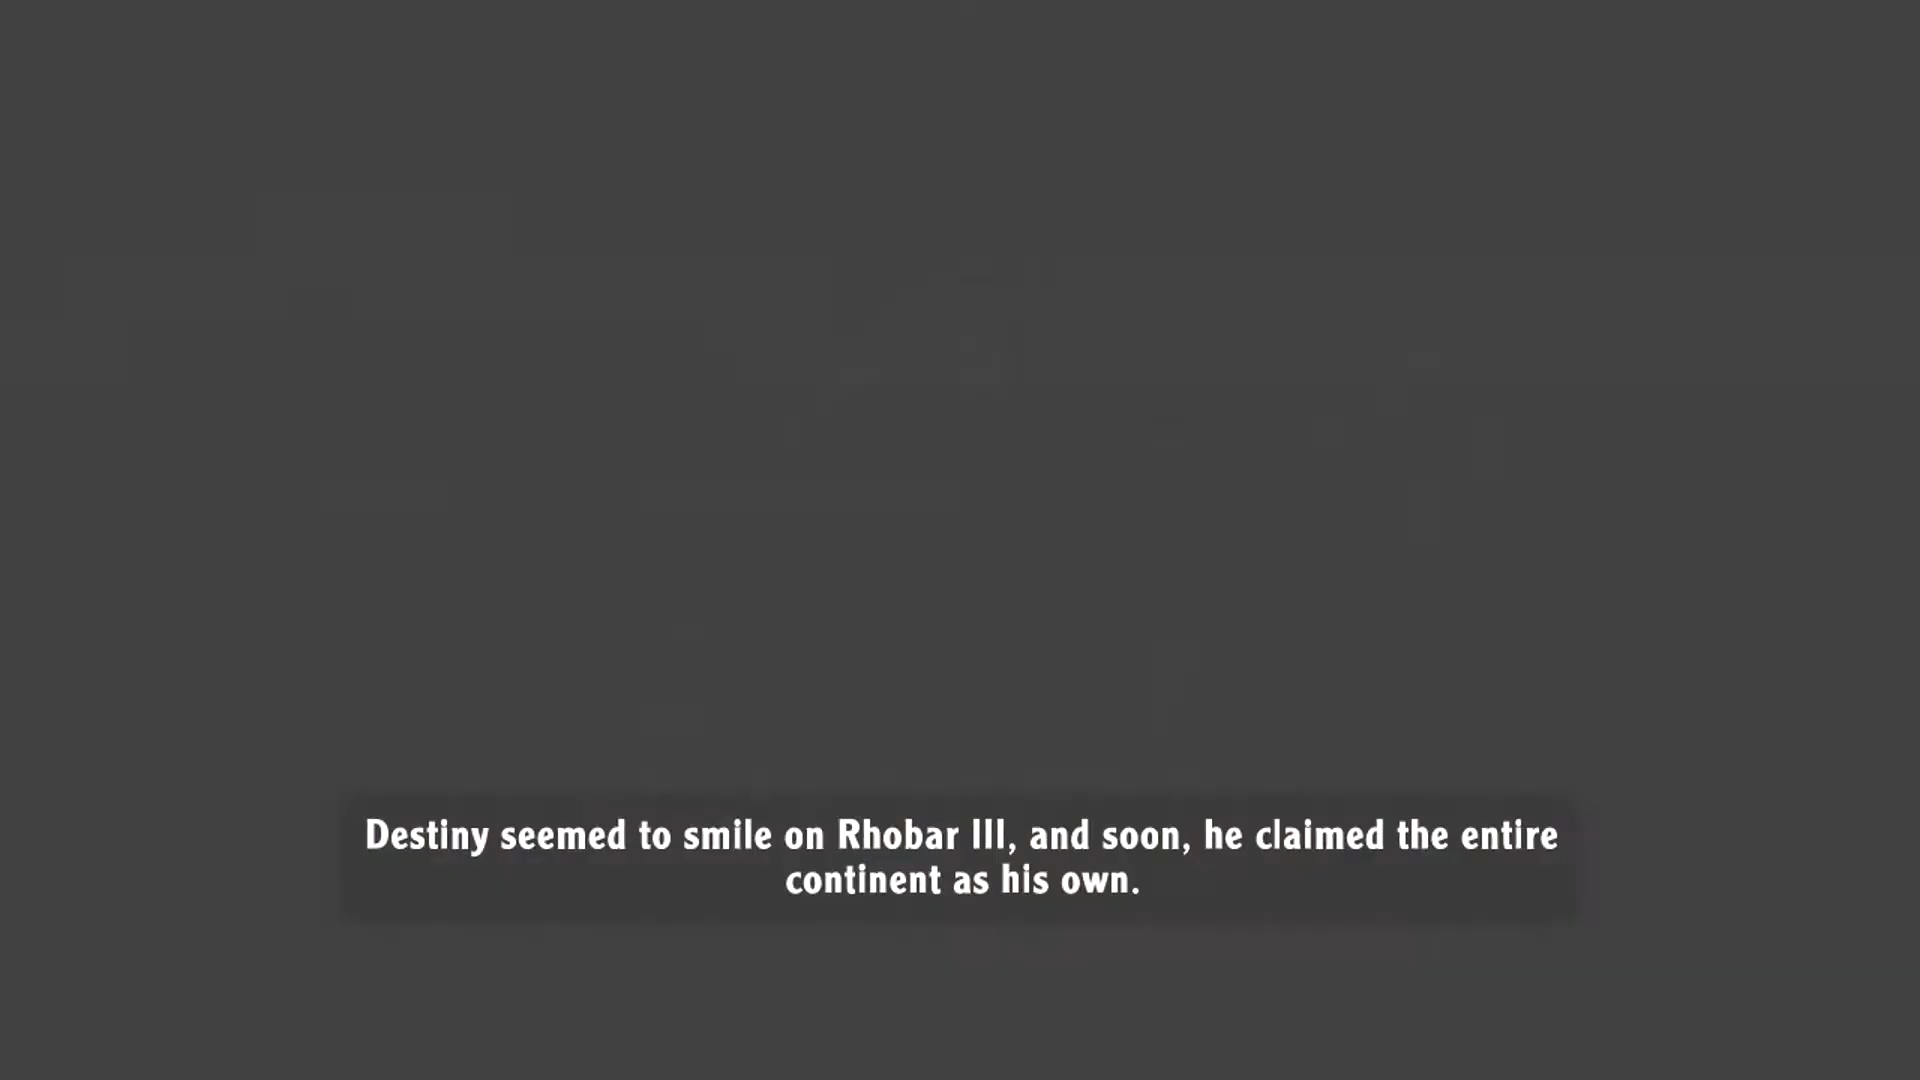 Destiny seemed to smile on Rhobar III, and soon, he claimed the entire
continent as his own.